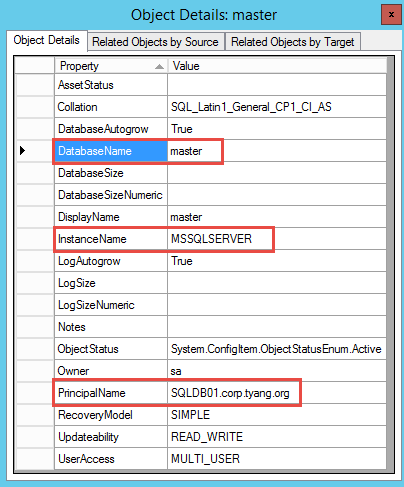 Object Details: master
x
Object Details Related Objects by Source Related Objects by Target
Property Value
AssetStatus
Collation SQL_Latin1_General_CP1_CI_AS
DatabaseAutogrow True
DatabaseName master
DatabaseSize
DatabaseSizeNumeric
DisplayName master
InstanceName MSSQLSERVER
LogAutogrow True
LogSize
LogSizeNumeric
Notes
ObjectStatus System.ConfigItem.ObjectStatusEnum.Active
Owner sa
PrincipalName SQLDB01.corp.tyang.org
RecoveryModel SIMPLE
Updateability READ_WRITE
UserAccess MULTI_USER